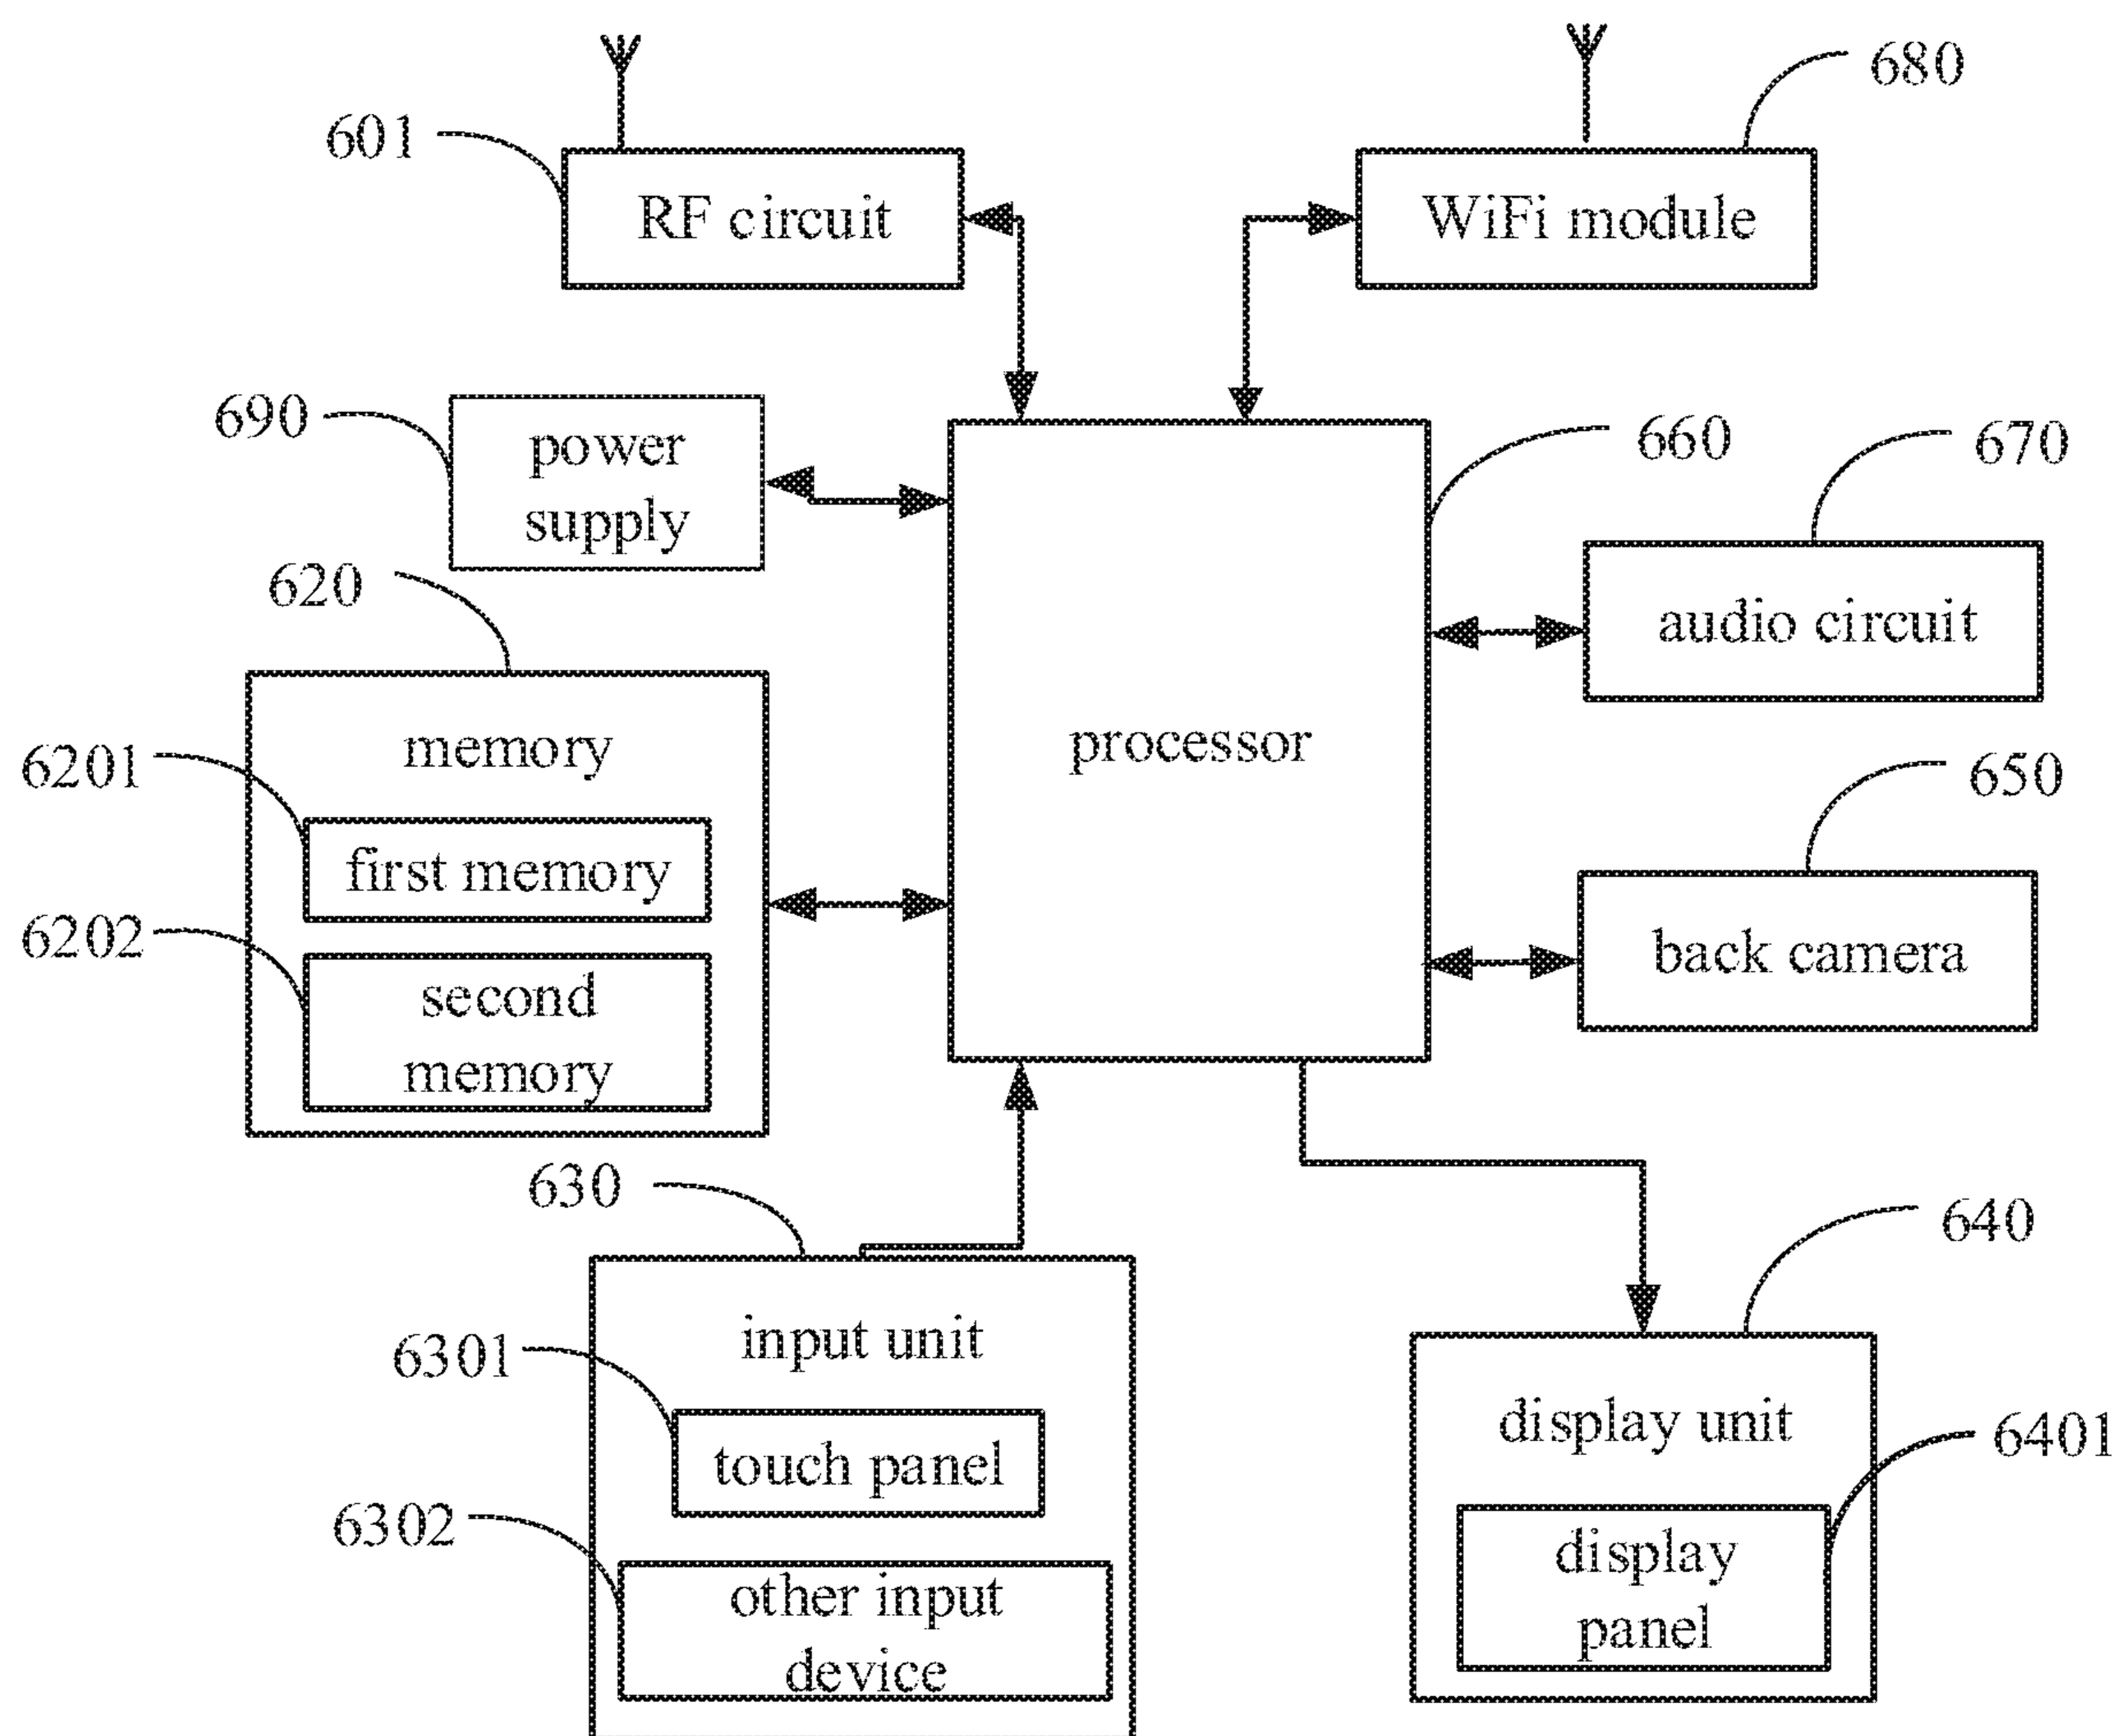 680
601
RF circuit
WiFi module
690
power
supply
660
670
620
audio circuit
memory
processor
6201
650
first memory
6202
second
memory
back camera
630
640
input unit
6301
display unit
6401
touch panel
6302
other input
device
display
panel